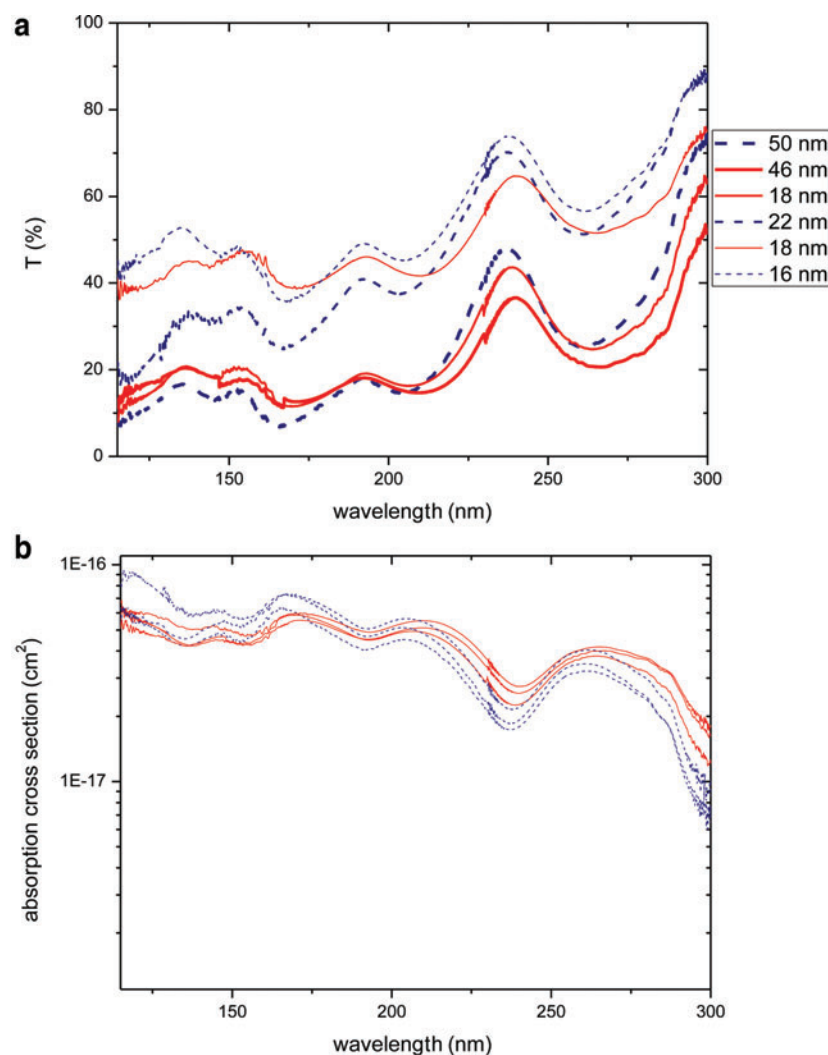 a
100
80
60
40
20
0
T (%)
150
200
250
300
wavelength (nm)
50 nm
46 nm
18 nm
22 nm
18 nm
16 nm
b
1E-16
1E-17
absorption cross section (cm²)
150
200
250
300
wavelength (nm)